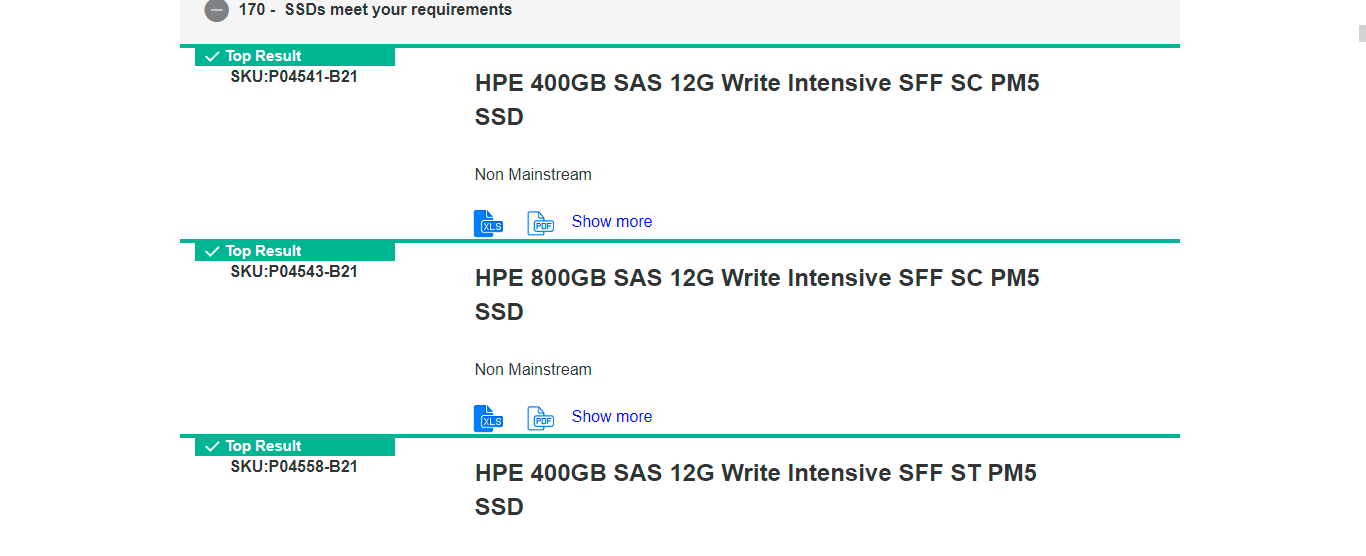 170 - SSDs meet your requirements
Top Result
SKU:P04541-B21
HPE 400GB SAS 12G Write Intensive SFF SC PM5
SSD
Non Mainstream
XLS PDF Show more
Top Result
SKU:P04543-B21
HPE 800GB SAS 12G Write Intensive SFF SC PM5
SSD
Non Mainstream
XLS PDF Show more
Top Result
SKU:P04558-B21
HPE 400GB SAS 12G Write Intensive SFF ST PM5
SSD